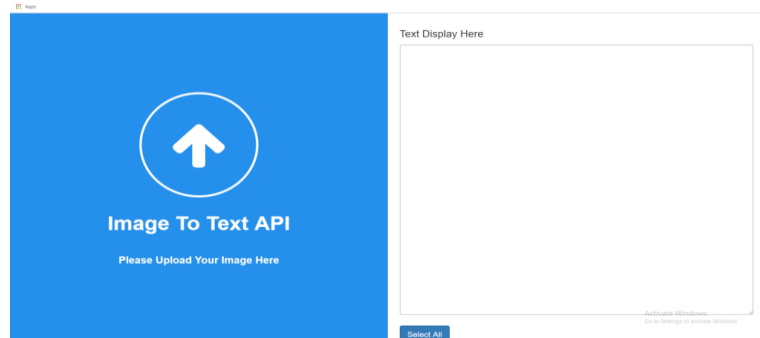 Apps
Text Display Here
Image To Text API
Please Upload Your Image Here
Activate Windows
Go to Settings to activate Windows.
Select All